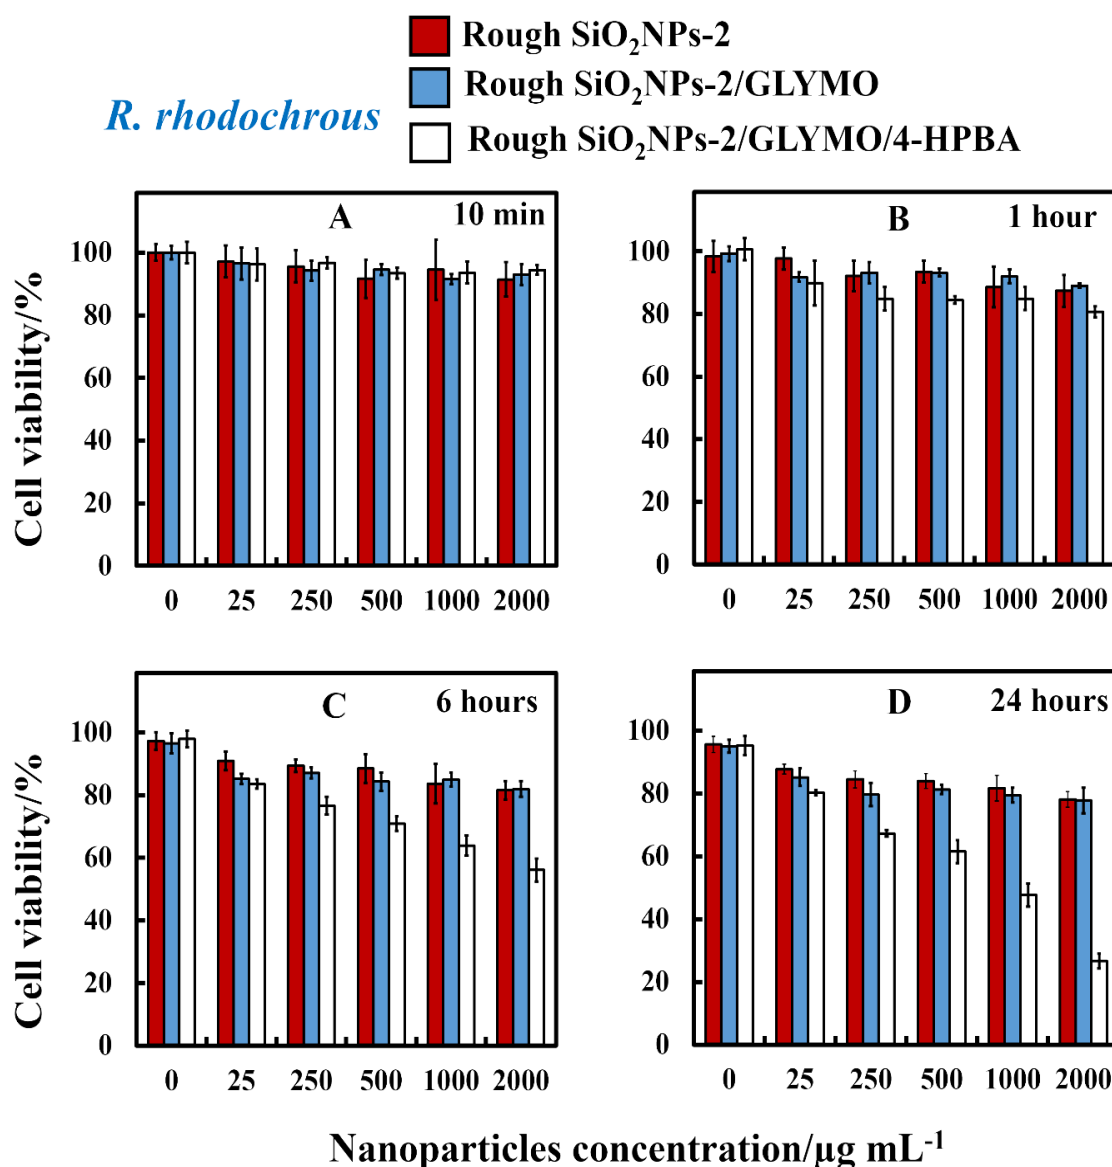 Rough SiO₂NPs-2
Rough SiO₂NPs-2/GLYMO
R. rhodochrous
Rough SiO₂NPs-2/GLYMO/4-HPBA
A 10 min
B 1 hour
Cell viability/%
100
80
60
40
20
0
0 25 250 500 1000 2000
100
80
60
40
20
0
0 25 250 500 1000 2000
C 6 hours
D 24 hours
Cell viability/%
100
80
60
40
20
0
0 25 250 500 1000 2000
100
80
60
40
20
0
0 25 250 500 1000 2000
Nanoparticles concentration/µg mL⁻¹